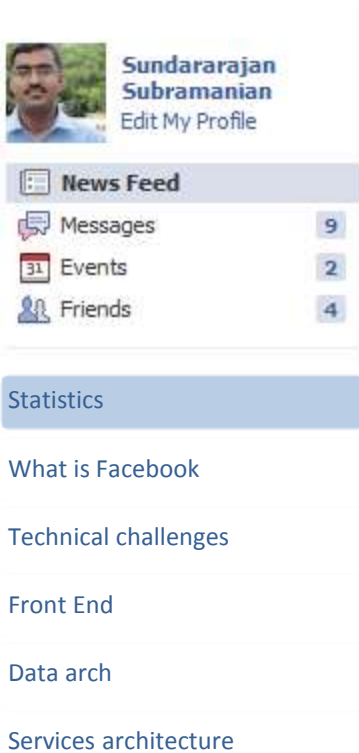 Sundararajan
Subramanian
Edit My Profile
News Feed
Messages 9
31 Events 2
Friends 4
Statistics
What is Facebook
Technical challenges
Front End
Data arch
Services architecture